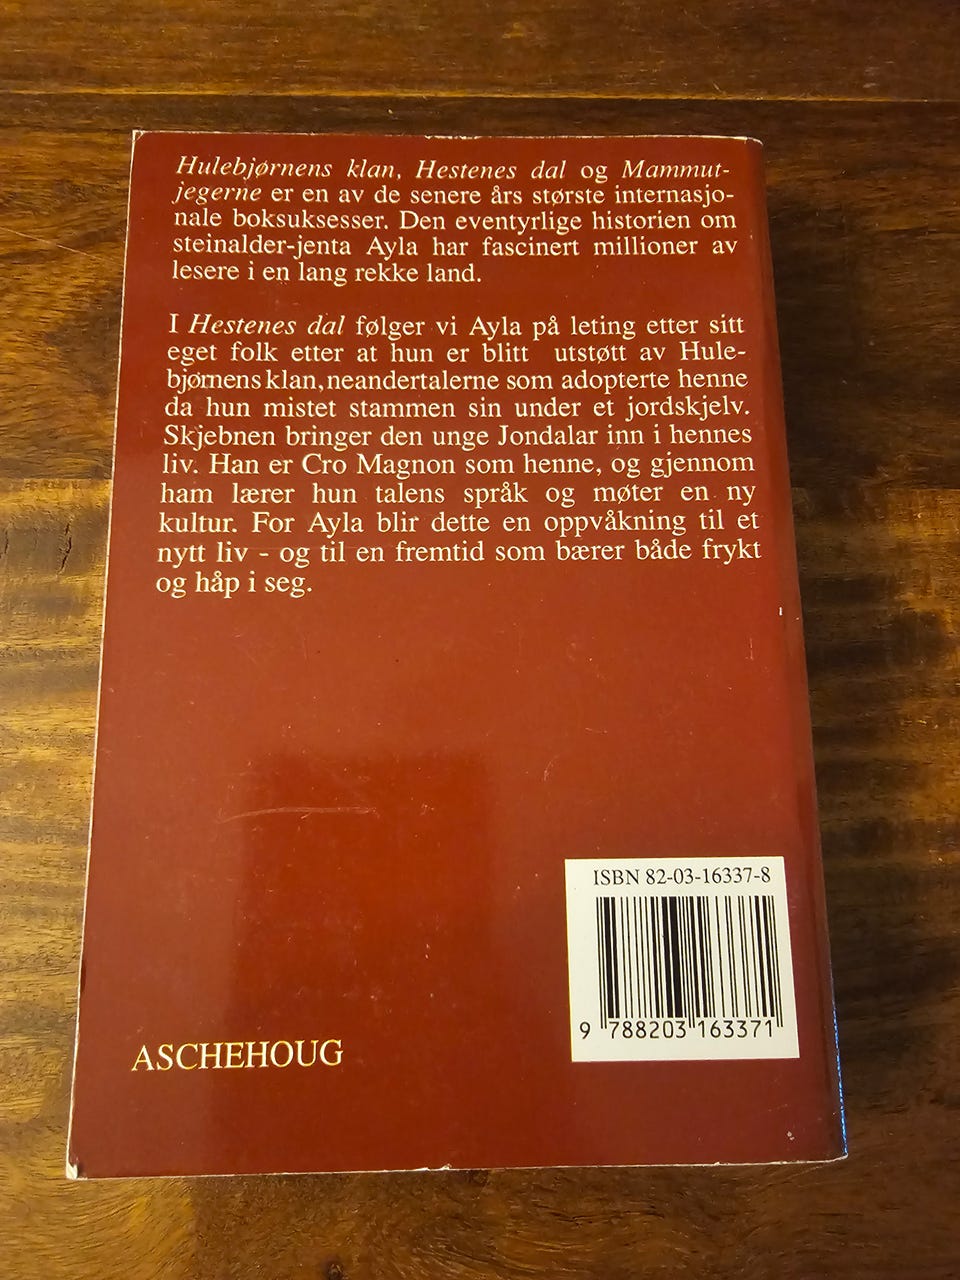 Hulebjørnens klan, Hestenes dal og Mammut-
jegerne er en av de senere års største internasjo-
nale boksuksesser. Den eventyrlige historien om
steinalder-jenta Ayla har fascinert millioner av
lesere i en lang rekke land.
I Hestenes dal følger vi Ayla på leting etter sitt
eget folk etter at hun er blitt utstøtt av Hule-
bjørnens klan, neandertalerne som adopterte henne
da hun mistet stammen sin under et jordskjelv.
Skjebnen bringer den unge Jondalar inn i hennes
liv. Han er Cro Magnon som henne, og gjennom
ham lærer hun talens språk og møter en ny
kultur. For Ayla blir dette en oppvåkning til et
nytt liv - og til en fremtid som bærer både frykt
og håp i seg.
ISBN 82-03-16337-8
9 788203 163371
ASCHEHOUG